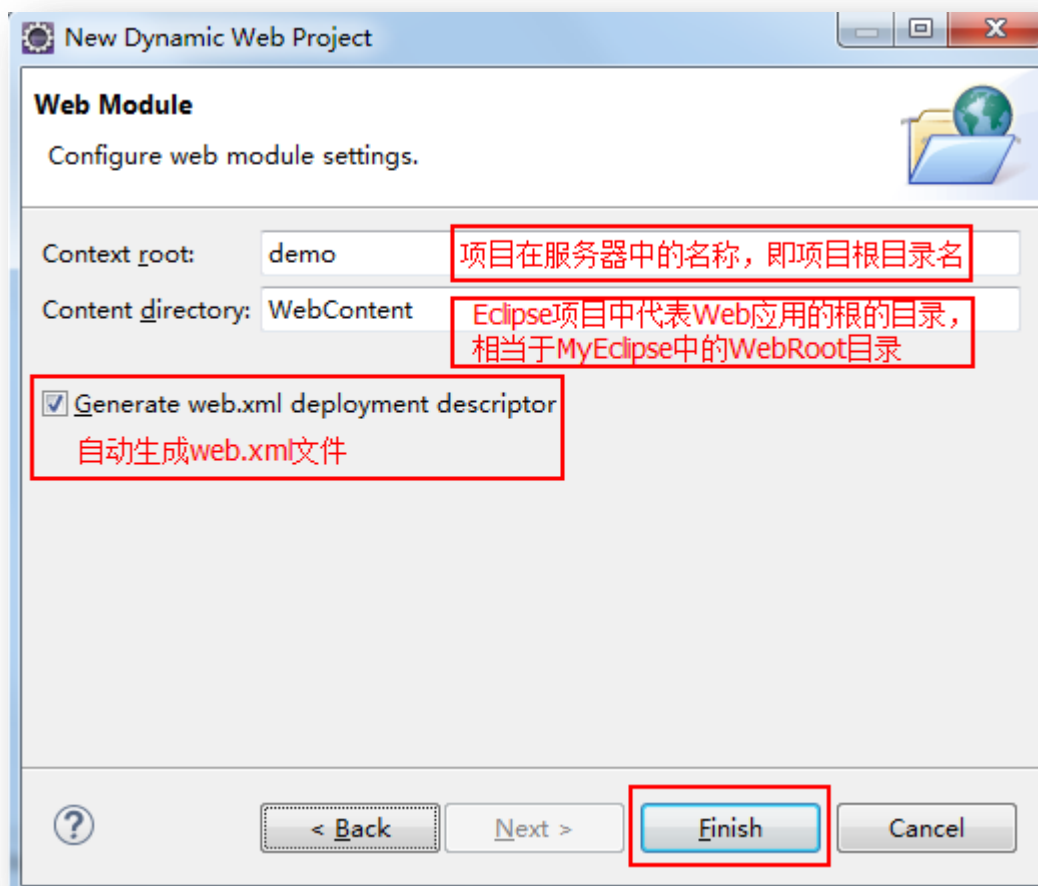 New Dynamic Web Project
Web Module
Configure web module settings.
Context root:
demo
项目在服务器中的名称，即项目根目录名
Content directory:
WebContent
Eclipse项目中代表Web应用的根的目录，
相当于MyEclipse中的WebRoot目录
Generate web.xml deployment descriptor
自动生成web.xml文件
< Back
Next >
Finish
Cancel